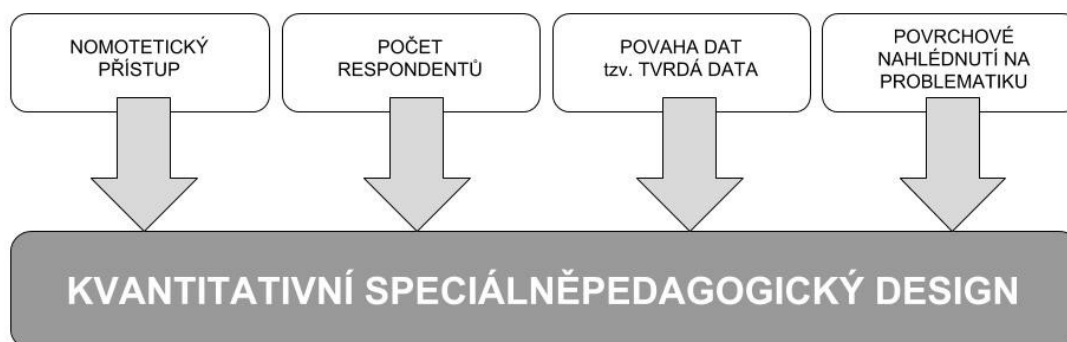 NOMOTETICKÝ
PŘÍSTUP
POČET
RESPONDENTŮ
POVAHA DAT
tzv. TVRDÁ DATA
POVRCHOVÉ
NAHLÉDNUTÍ NA
PROBLEMATIKU
KVANTITATIVNÍ SPECIÁLNĚPEDAGOGICKÝ DESIGN